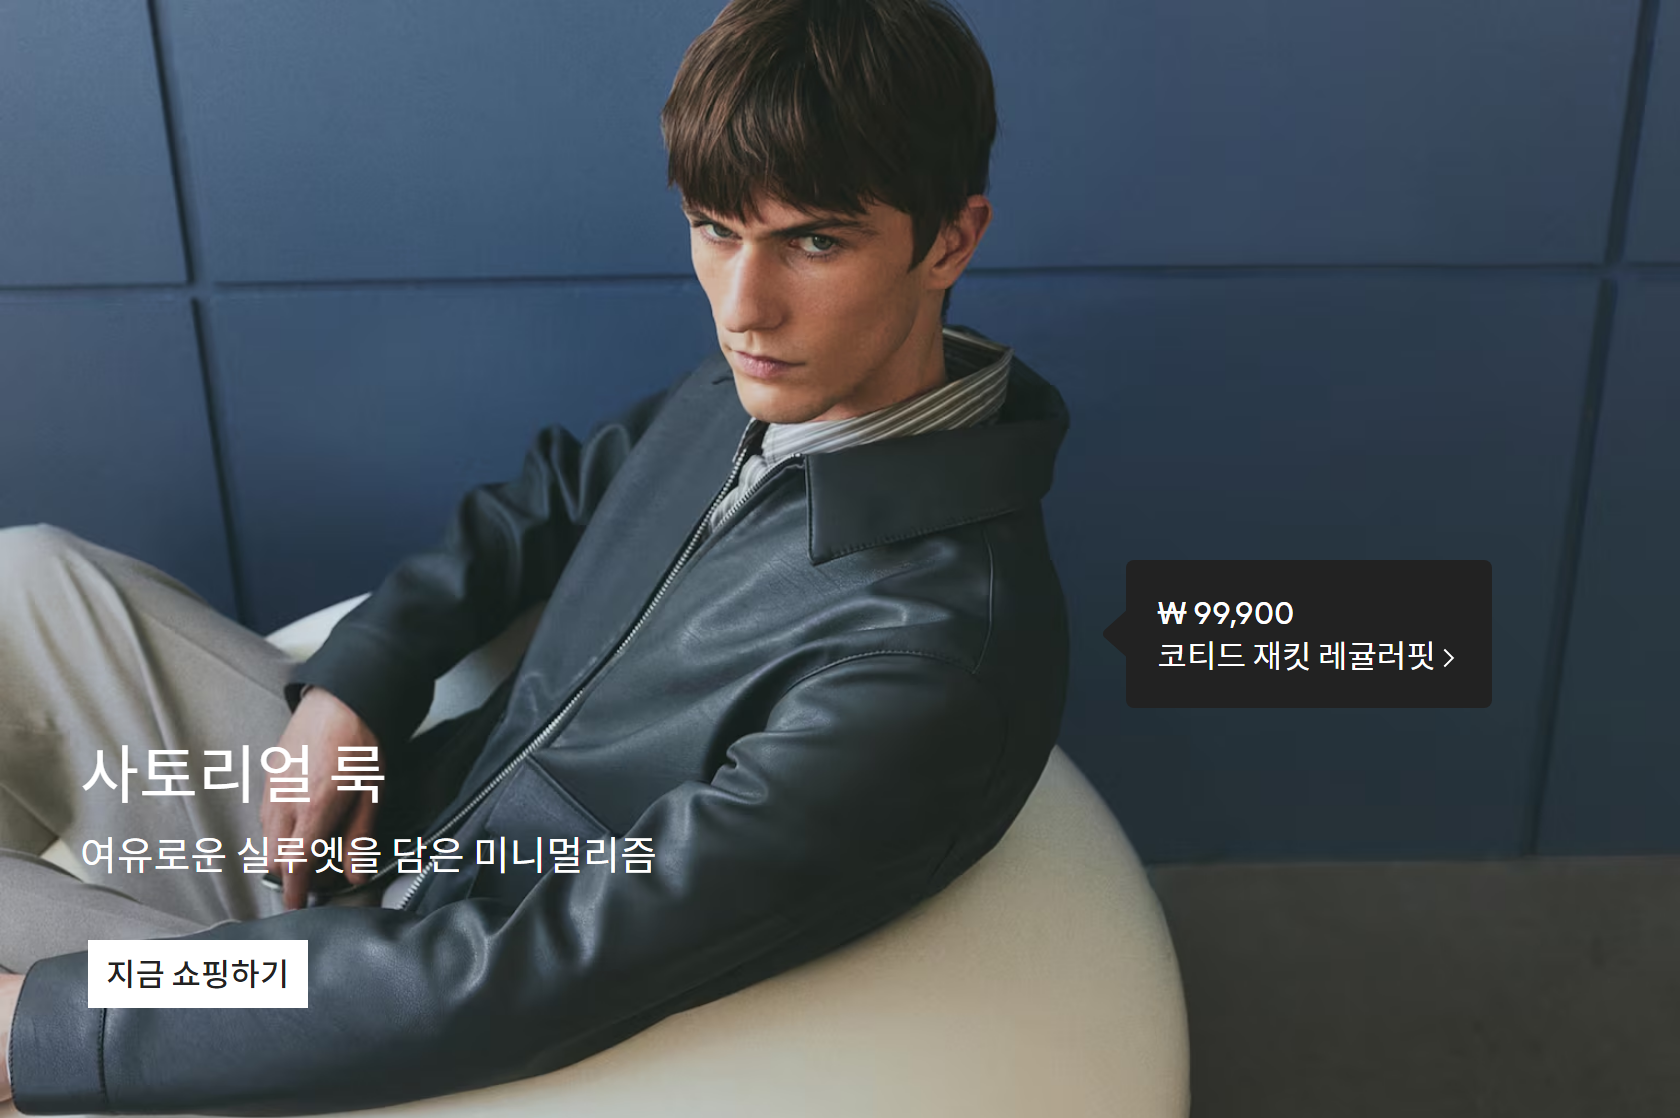 ₩ 99,900
코티드 재킷 레귤러핏
사토리얼 룩
여유로운 실루엣을 담은 미니멀리즘
지금 쇼핑하기